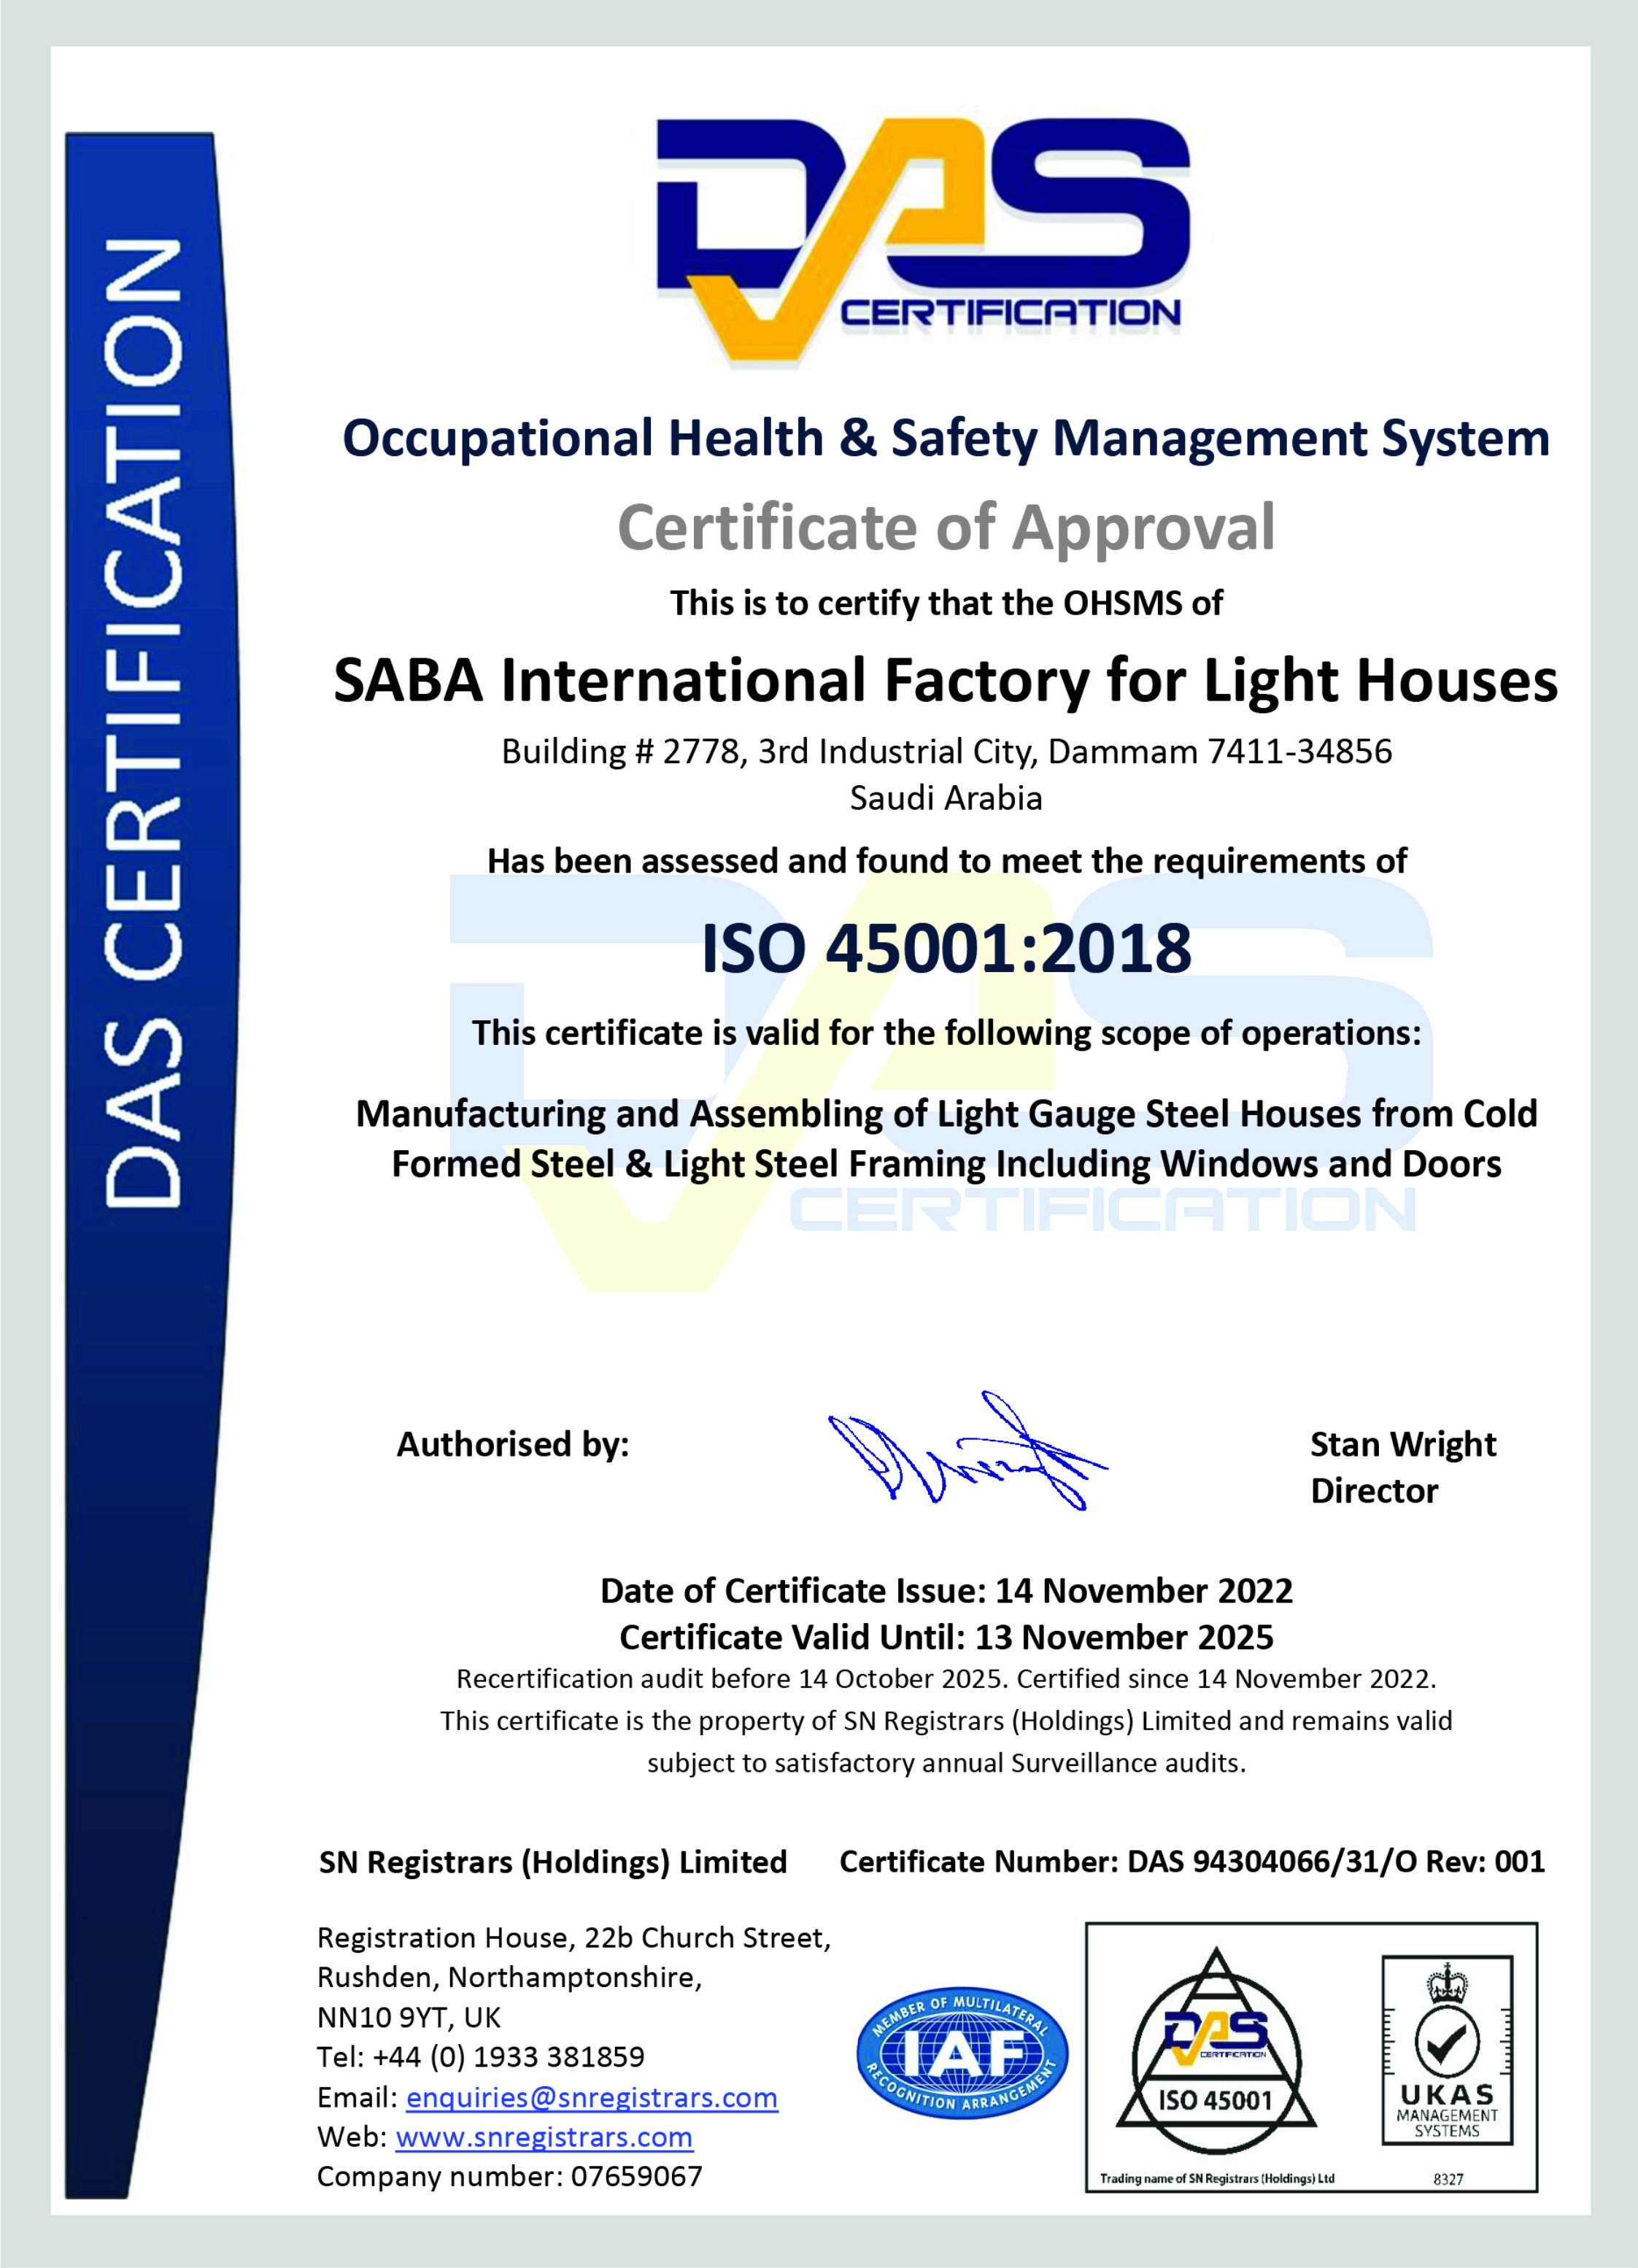 DAS CERTIFICATION
DAS
CERTIFICATION
Occupational Health & Safety Management System
Certificate of Approval
This is to certify that the OHSMS of
SABA International Factory for Light Houses
Building # 2778, 3rd Industrial City, Dammam 7411-34856
Saudi Arabia
Has been assessed and found to meet the requirements of
ISO 45001:2018
This certificate is valid for the following scope of operations:
Manufacturing and Assembling of Light Gauge Steel Houses from Cold
Formed Steel & Light Steel Framing Including Windows and Doors
DAS
CERTIFICATION
Authorised by:
Stan Wright
Director
Date of Certificate Issue: 14 November 2022
Certificate Valid Until: 13 November 2025
Recertification audit before 14 October 2025. Certified since 14 November 2022.
This certificate is the property of SN Registrars (Holdings) Limited and remains valid
subject to satisfactory annual Surveillance audits.
SN Registrars (Holdings) Limited
Certificate Number: DAS 94304066/31/O Rev: 001
Registration House, 22b Church Street,
Rushden, Northamptonshire,
NN10 9YT, UK
Tel: +44 (0) 1933 381859
Email: enquiries@snregistrars.com
Web: www.snregistrars.com
Company number: 07659067
MEMBER OF MULTILATERAL
IAF
RECOGNITION ARRANGEMENT
DAS
CERTIFICATION
ISO 45001
Trading name of SN Registrars (Holdings) Ltd
UKAS
MANAGEMENT
SYSTEMS
8327